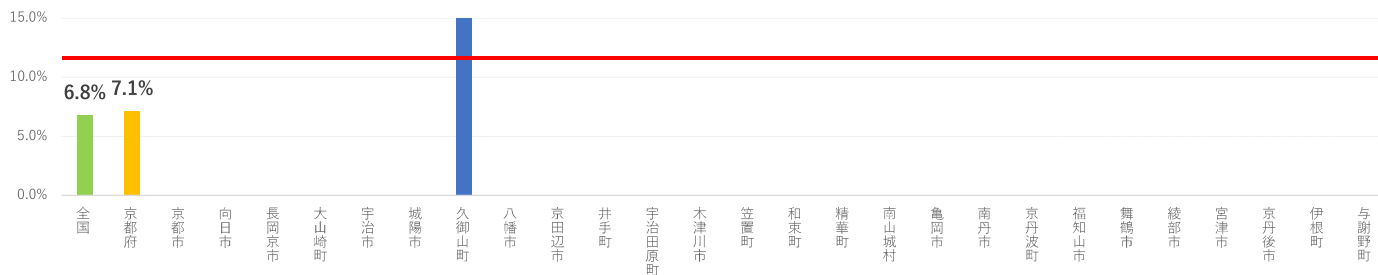 15.0%
10.0%
5.0%
0.0%
6.8%
7.1%
全国
京都府
京都市
向日市
長岡京市
大山崎町
宇治市
城陽市
久御山町
八幡市
京田辺市
井手町
宇治田原町
木津川市
笠置町
和束町
精華町
南山城村
亀岡市
南丹市
京丹波町
福知山市
舞鶴市
綾部市
宮津市
京丹後市
伊根町
与謝野町